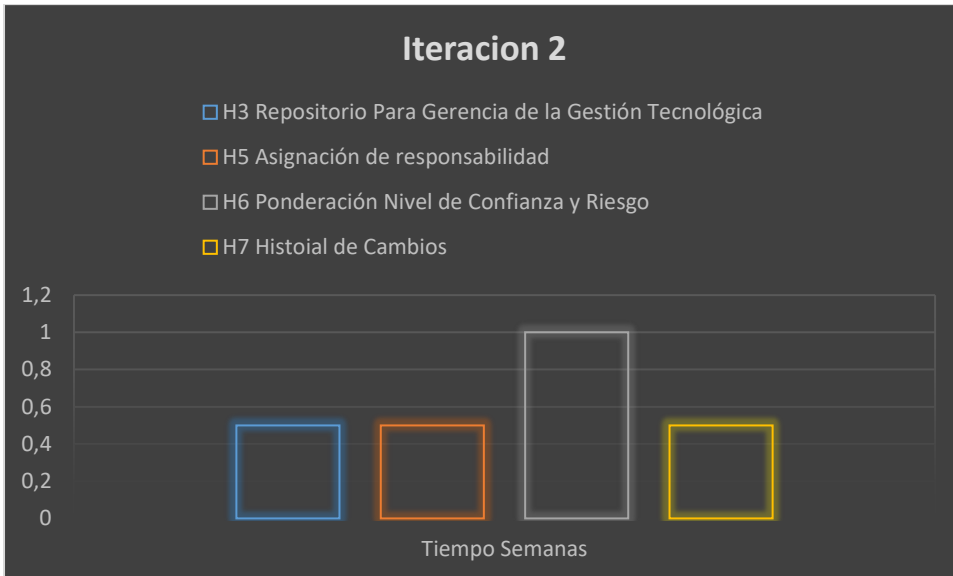 Iteracion 2
H3 Repositorio Para Gerencia de la Gestión Tecnológica
H5 Asignación de responsabilidad
H6 Ponderación Nivel de Confianza y Riesgo
H7 Histoial de Cambios
1,2
1
0,8
0,6
0,4
0,2
0
Tiempo Semanas